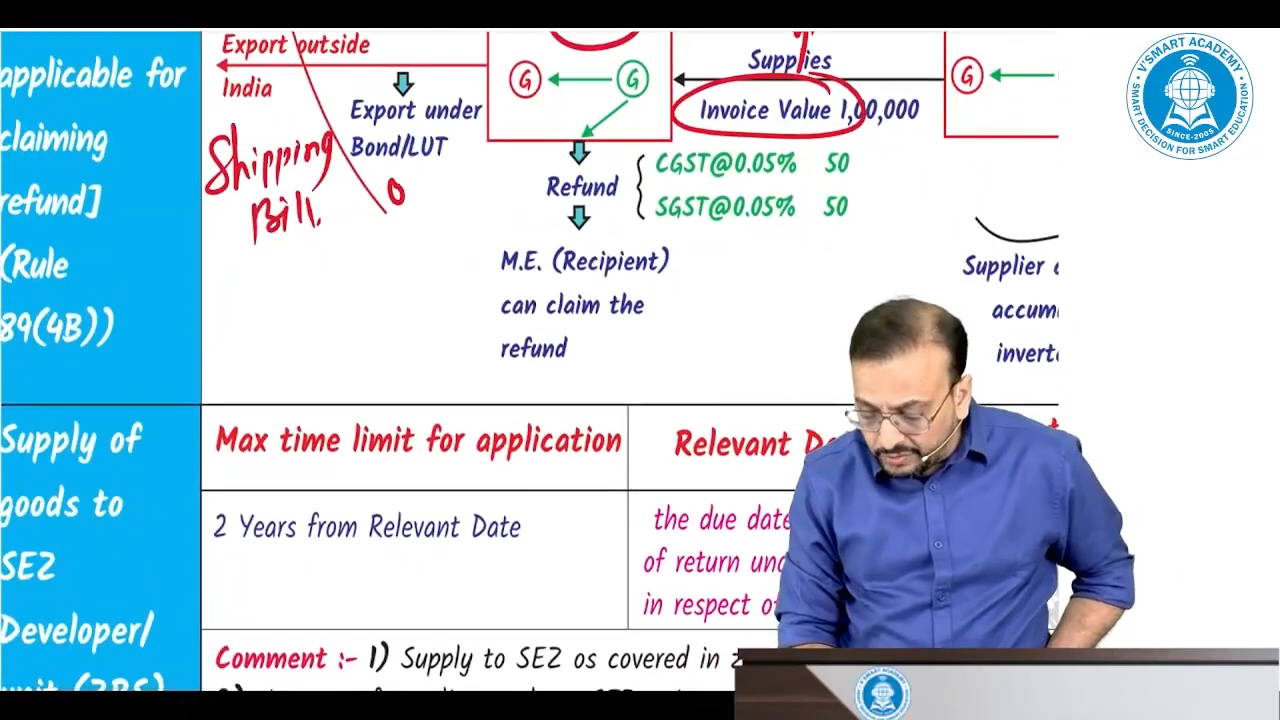 applicable for
claiming
refund]
(Rule
89(4B))
Export outside
India
Export under
Bond/LUT
Shipping
Bill.
G
G
Supplies
Invoice Value 1,00,000
G
Refund
CGST@0.05% 50
SGST@0.05% 50
M.E. (Recipient)
can claim the
refund
Supplier
accum
inverte
Supply of
goods to
SEZ
Developer/
Max time limit for application
Relevant D
2 Years from Relevant Date
the due date
of return un
in respect of
Comment :- 1) Supply to SEZ os covered in z
V'SMART ACADEMY
SINCE-2005
SMART DECISION FOR SMART EDUCATION